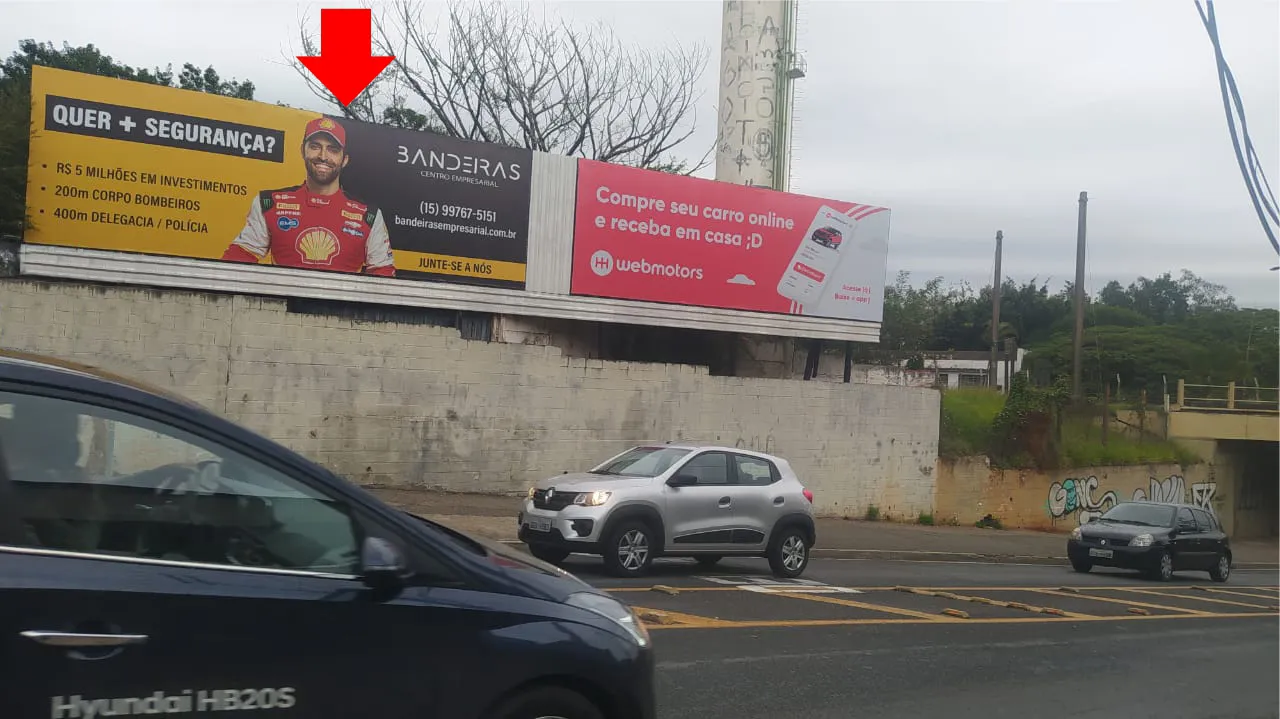 QUER + SEGURANÇA?
• R$ 5 MILHÕES EM INVESTIMENTOS
• 200m CORPO BOMBEIROS
• 400m DELEGACIA / POLÍCIA
BANDEIRAS
CENTRO EMPRESARIAL
(15) 99767-5151
bandeirasempresarial.com.br
JUNTE-SE A NÓS
Compre seu carro online
e receba em casa ;D
webmotors
Hyundai HB20S